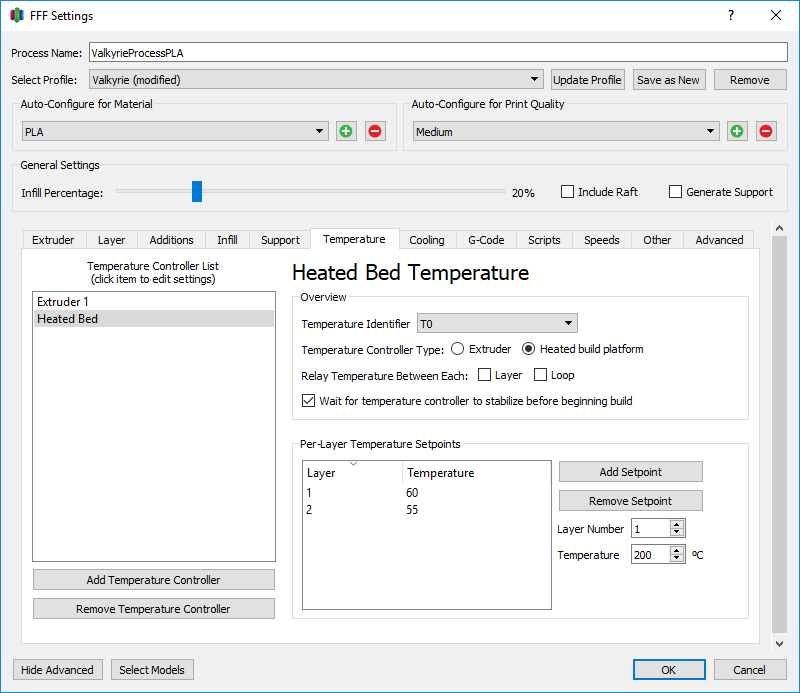 FFF Settings
Process Name: ValkyrieProcessPLA
Select Profile: Valkyrie (modified) Update Profile Save as New Remove
Auto-Configure for Material Auto-Configure for Print Quality
PLA Medium
General Settings
Infill Percentage: 20% Include Raft Generate Support
Extruder Layer Additions Infill Support Temperature Cooling G-Code Scripts Speeds Other Advanced
Temperature Controller List
(click item to edit settings)
Extruder 1
Heated Bed
Add Temperature Controller
Remove Temperature Controller
Heated Bed Temperature
Overview
Temperature Identifier T0
Temperature Controller Type: Extruder Heated build platform
Relay Temperature Between Each: Layer Loop
Wait for temperature controller to stabilize before beginning build
Per-Layer Temperature Setpoints
Layer Temperature
1 60
2 55
Add Setpoint
Remove Setpoint
Layer Number 1
Temperature 200 ºC
Hide Advanced Select Models OK Cancel